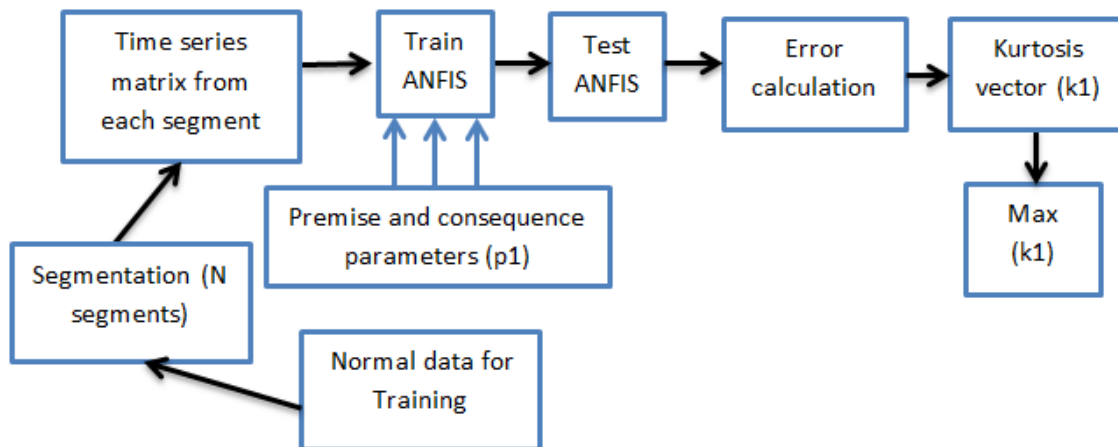 Time series
matrix from
each segment
Train
ANFIS
Test
ANFIS
Error
calculation
Kurtosis
vector (k1)
Premise and consequence
parameters (p1)
Max
(k1)
Segmentation (N
segments)
Normal data for
Training